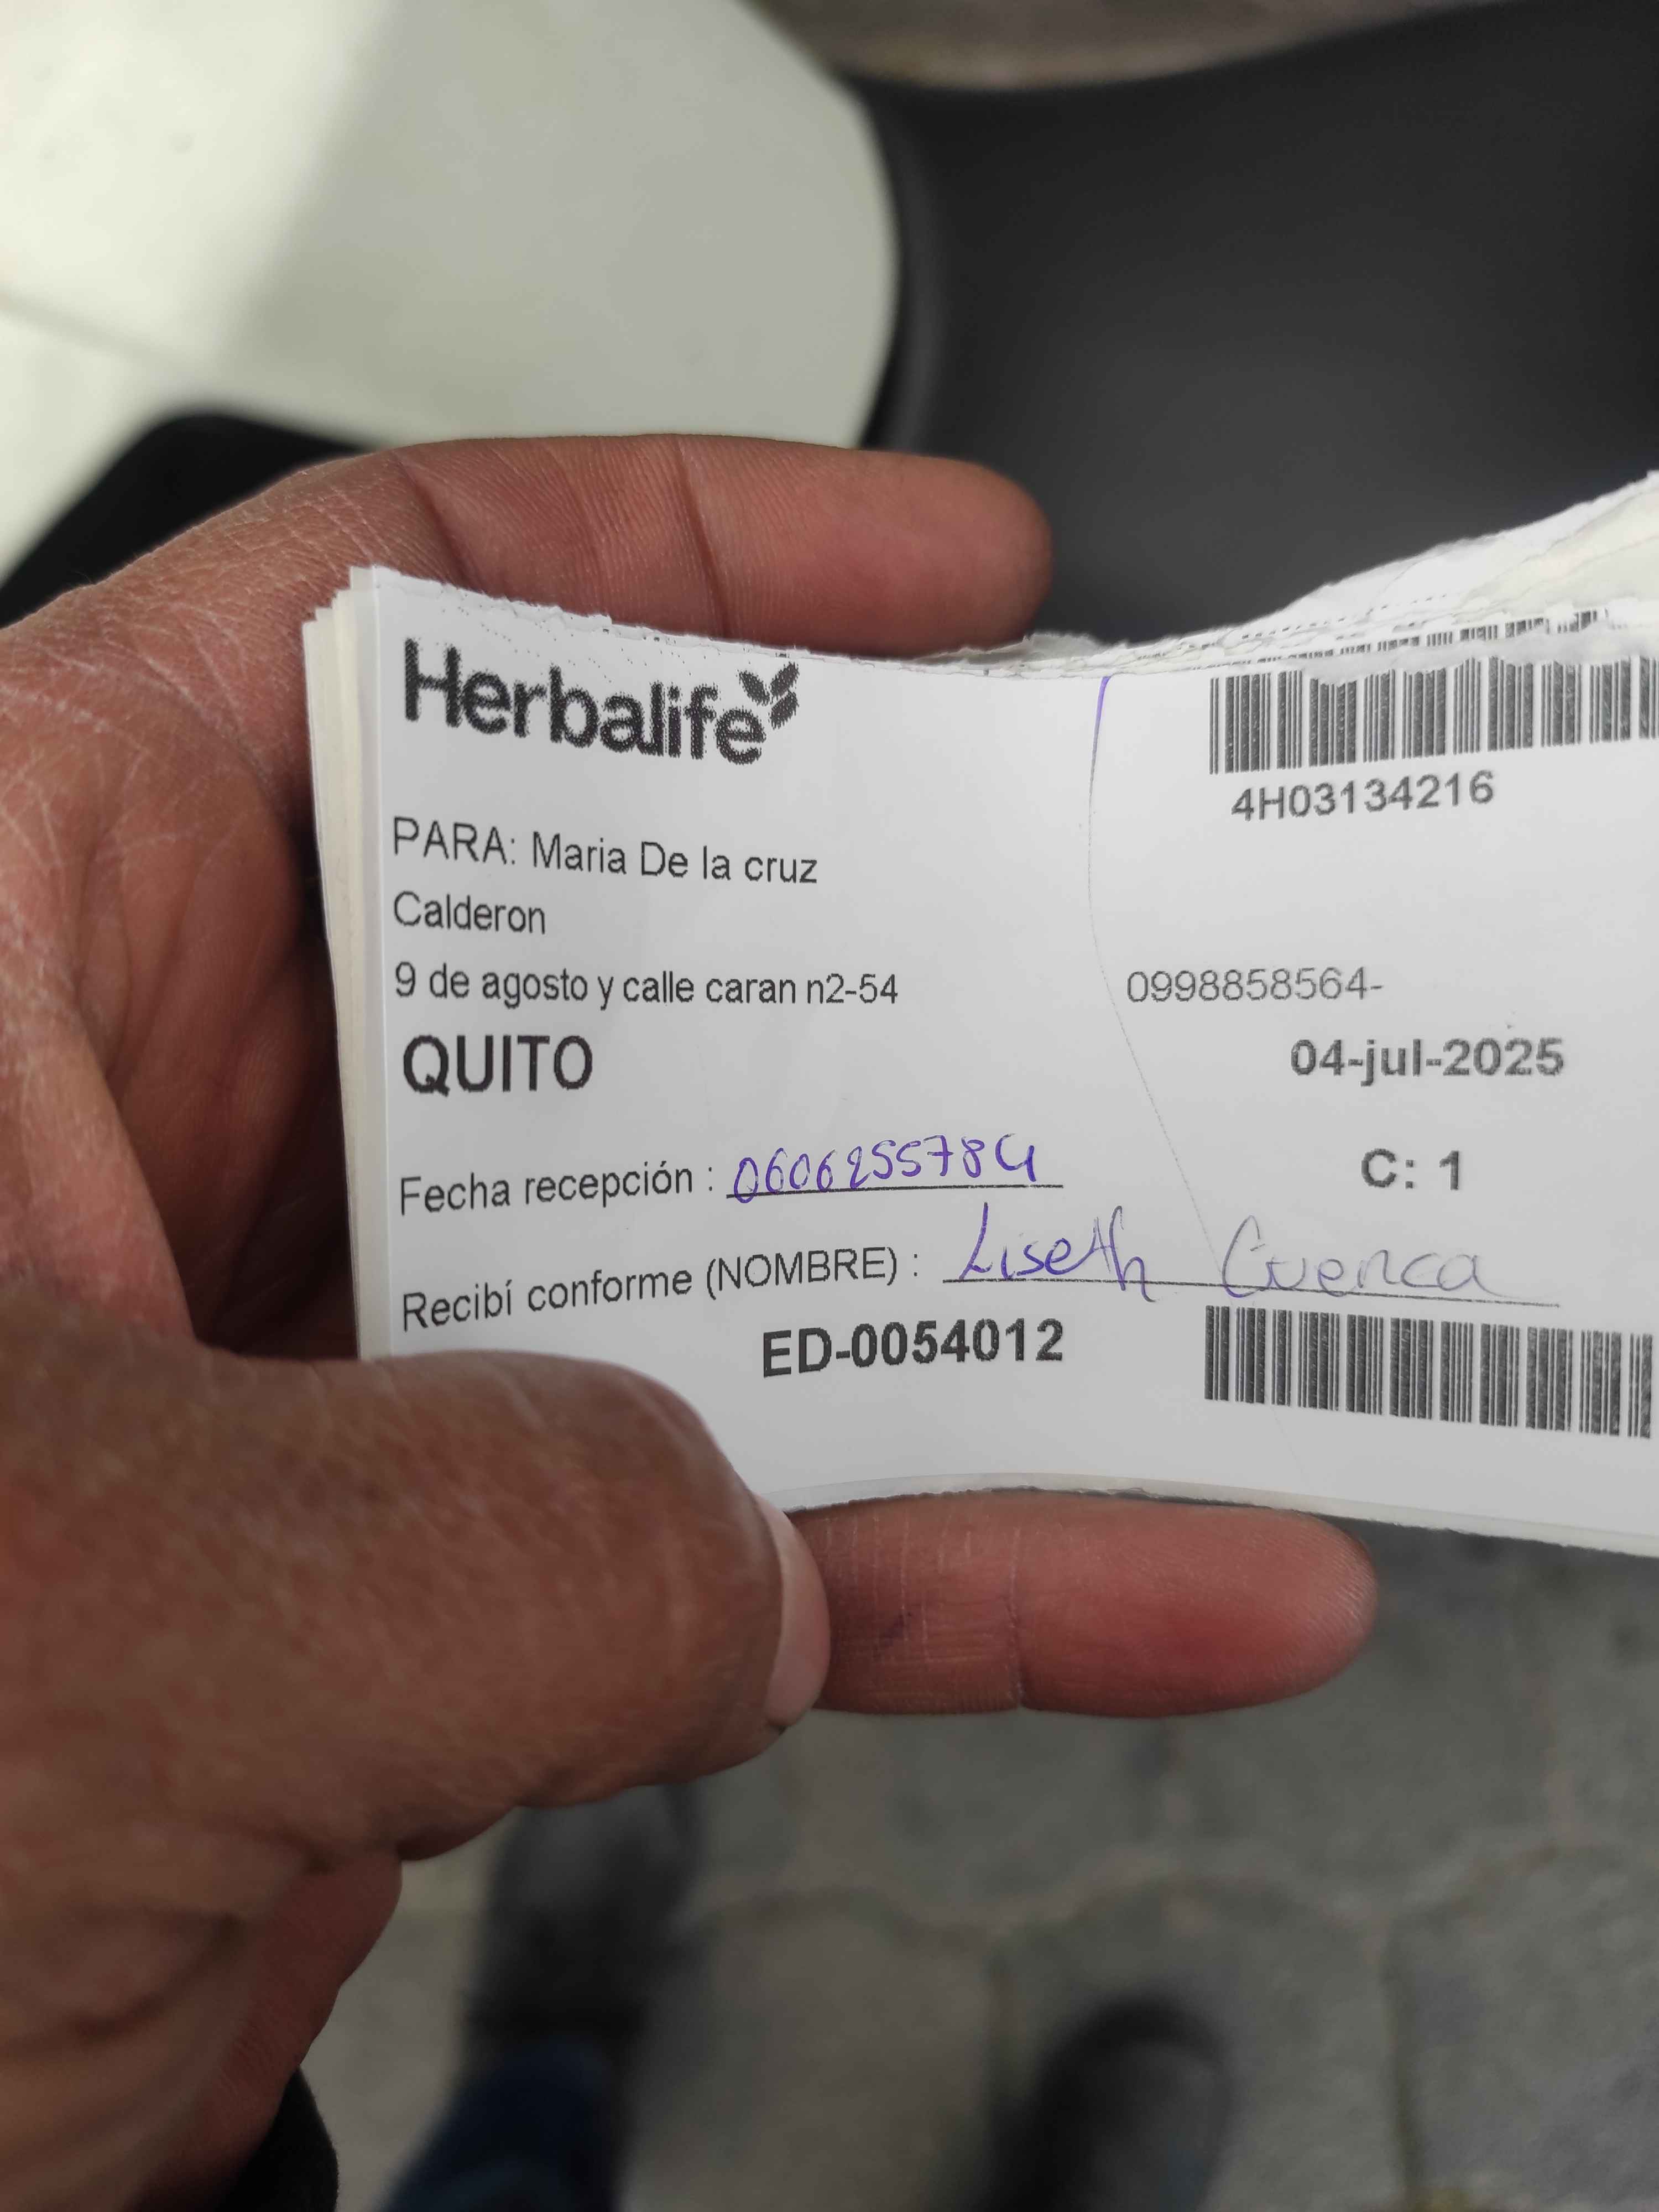 Herbalife
4H03134216
PARA: Maria De la cruz
Calderon
9 de agosto y calle caran n2-54
0998858564-
QUITO
04-jul-2025
Fecha recepción : 0606255784
C: 1
Recibí conforme (NOMBRE) : Liseth Cuenca
ED-0054012